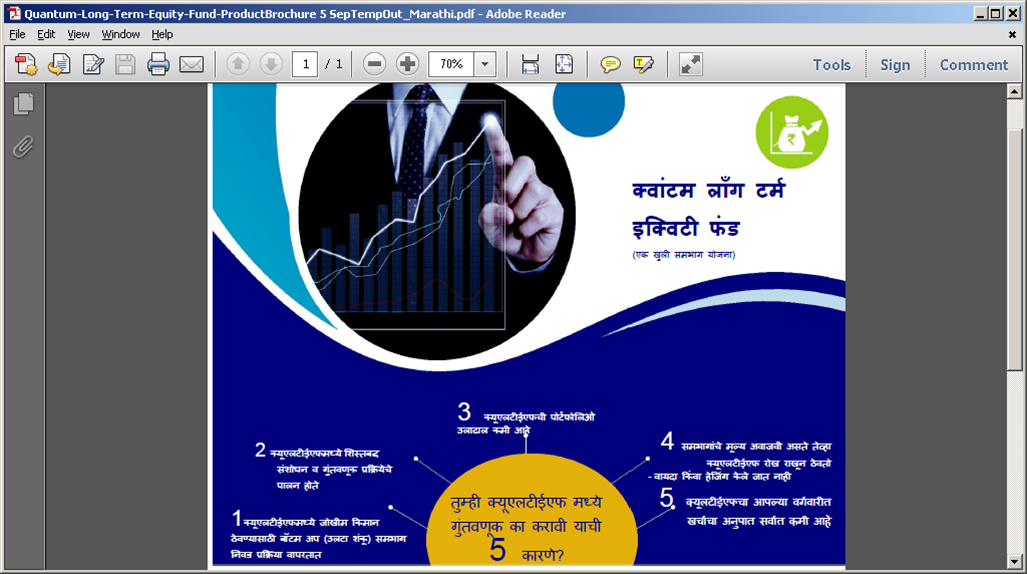 Quantum-Long-Term-Equity-Fund-ProductBrochure 5 SepTempOut_Marathi.pdf - Adobe Reader
File Edit View Window Help
1 / 1 70% Tools Sign Comment
क्वांटम लाँग टर्म
इक्विटी फंड
(एक खुली समभाग योजना)
1 क्यूएलटीईएफमध्ये जोखीम किमान
ठेवण्यासाठी बॉटम अप (उलटा शंकू) समभाग
निवड प्रक्रिया वापरतात
2 क्यूएलटीईएफमध्ये शिस्तबद्ध
संशोधन व गुंतवणूक प्रक्रियेचे
पालन होते
3 क्यूएलटीईएफची पोर्टफोलिओ
उलाढाल कमी आहे
4 समभागांचे मूल्य अवाजवी असते तेव्हा
क्यूएलटीईएफ रोख राखून ठेवतो
- वायदा किंवा हेजिंग केले जात नाही
5 क्यूलटीईएफचा आपल्या वर्गवारीत
खर्चाचा अनुपात सर्वात कमी आहे
तुम्ही क्यूएलटीईएफ मध्ये
गुंतवणूक का करावी याची
5 कारणे?